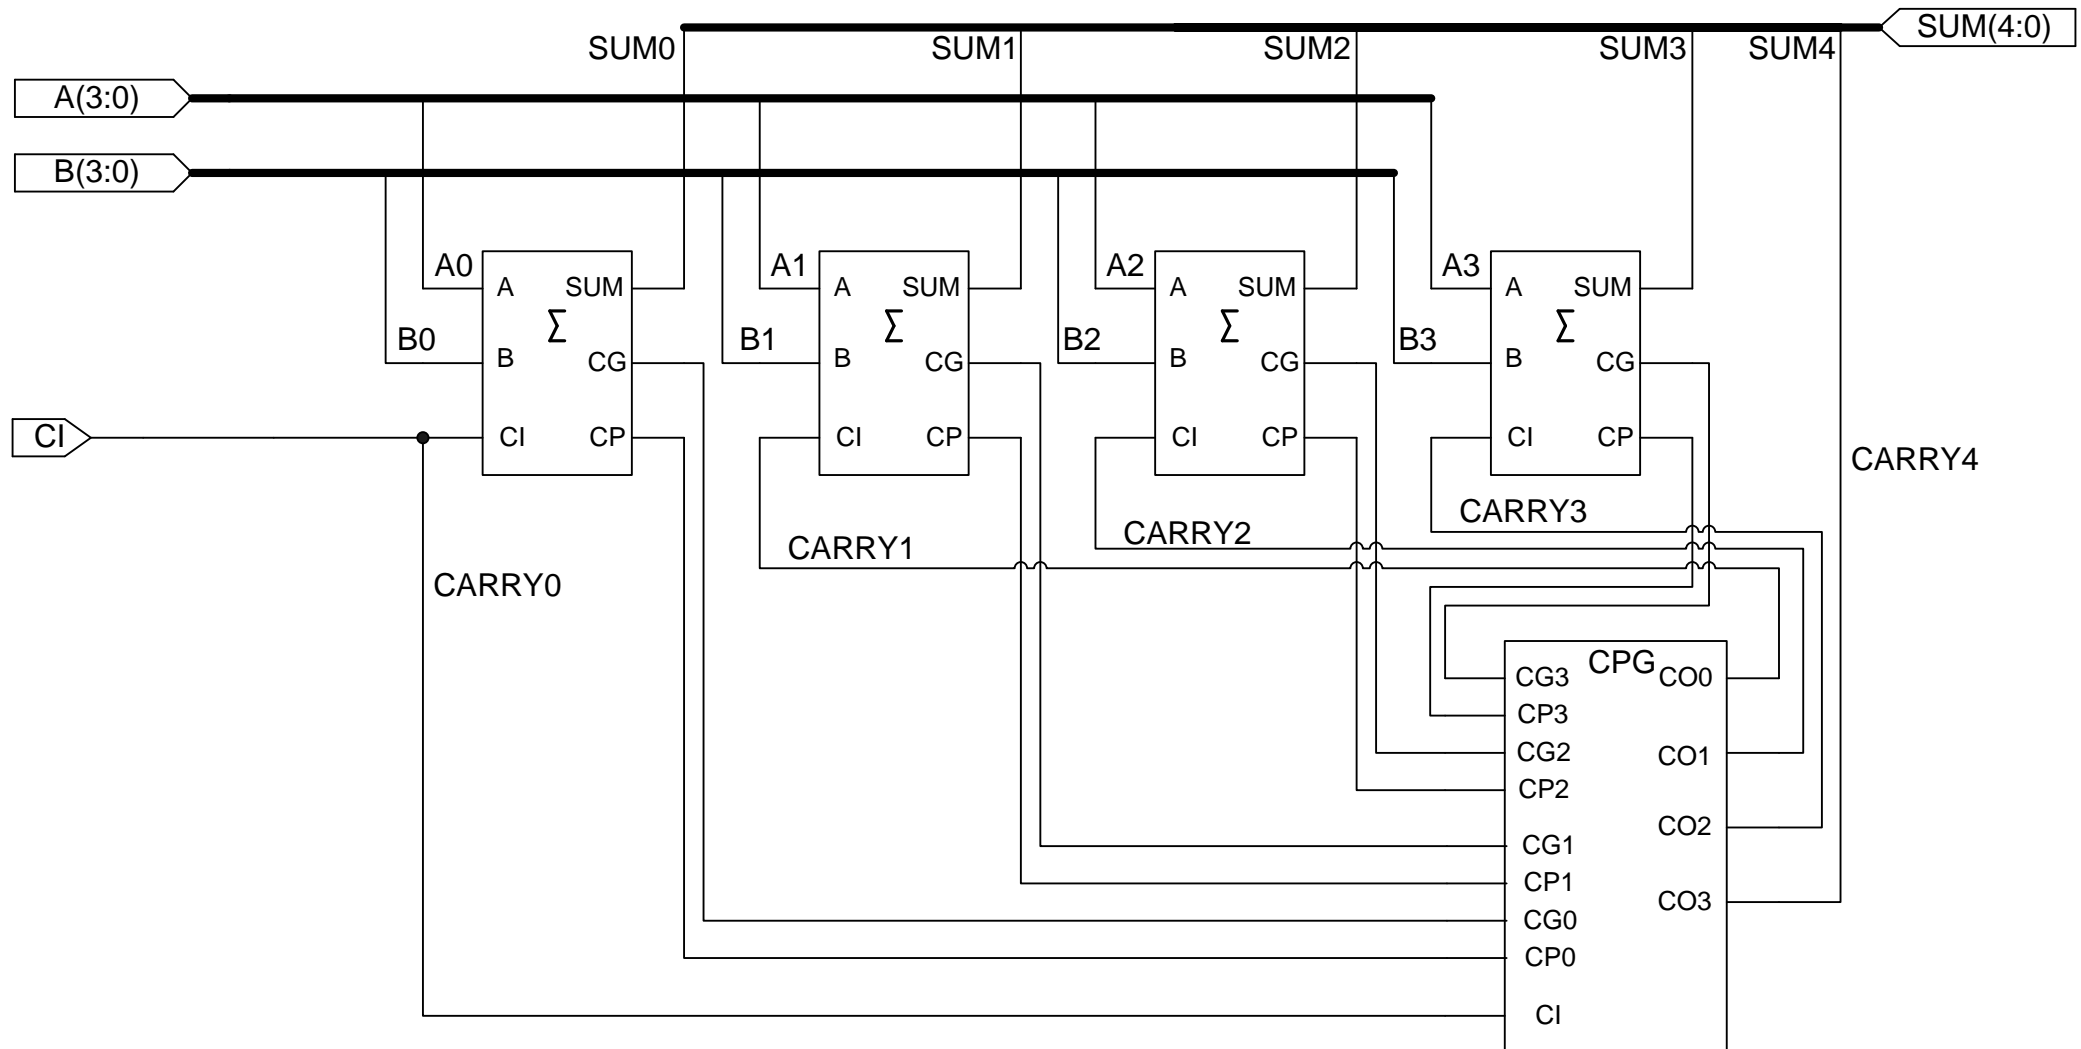 SUM(4:0)
SUM0 SUM1 SUM2 SUM3 SUM4
A(3:0)
B(3:0)
A0 A1 A2 A3
A SUM A SUM A SUM A SUM
Σ Σ Σ Σ
B0 B1 B2 B3
B CG B CG B CG B CG
CI
CI CP CI CP CI CP CI CP
CARRY4
CARRY3
CARRY2
CARRY1
CARRY0
CPG
CG3 CO0
CP3
CG2 CO1
CP2
CO2
CG1
CP1
CO3
CG0
CP0
CI